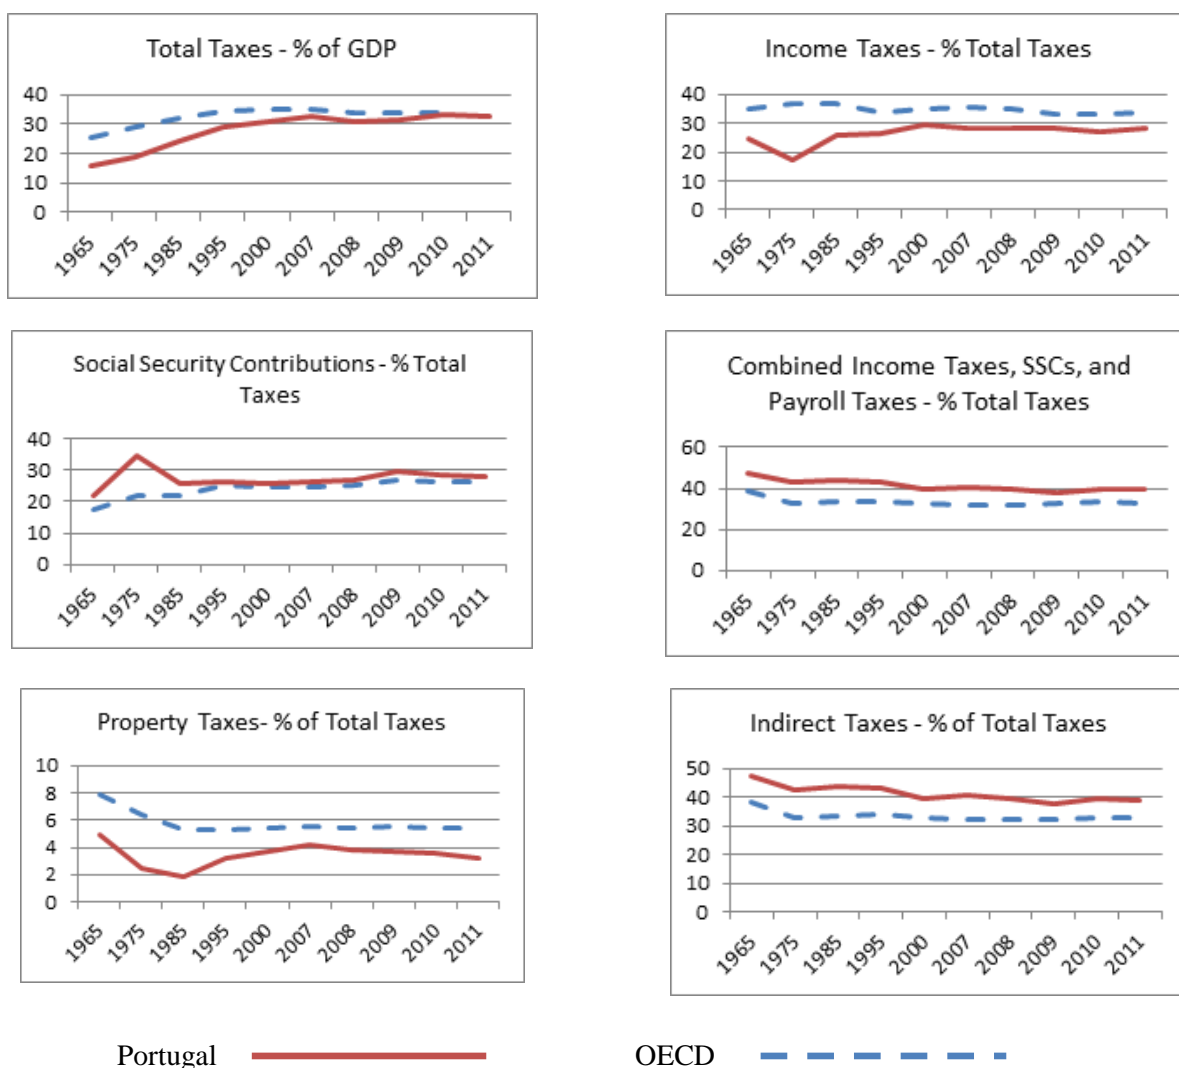 Total Taxes - % of GDP
40
30
20
10
0
1965 1975 1985 1995 2000 2007 2008 2009 2010 2011
Income Taxes - % Total Taxes
40
30
20
10
0
1965 1975 1985 1995 2000 2007 2008 2009 2010 2011
Social Security Contributions - % Total
Taxes
40
30
20
10
0
1965 1975 1985 1995 2000 2007 2008 2009 2010 2011
Combined Income Taxes, SSCs, and
Payroll Taxes - % Total Taxes
60
40
20
0
1965 1975 1985 1995 2000 2007 2008 2009 2010 2011
Property Taxes- % of Total Taxes
10
8
6
4
2
0
1965 1975 1985 1995 2000 2007 2008 2009 2010 2011
Indirect Taxes - % of Total Taxes
50
40
30
20
10
0
1965 1975 1985 1995 2000 2007 2008 2009 2010 2011
Portugal OECD